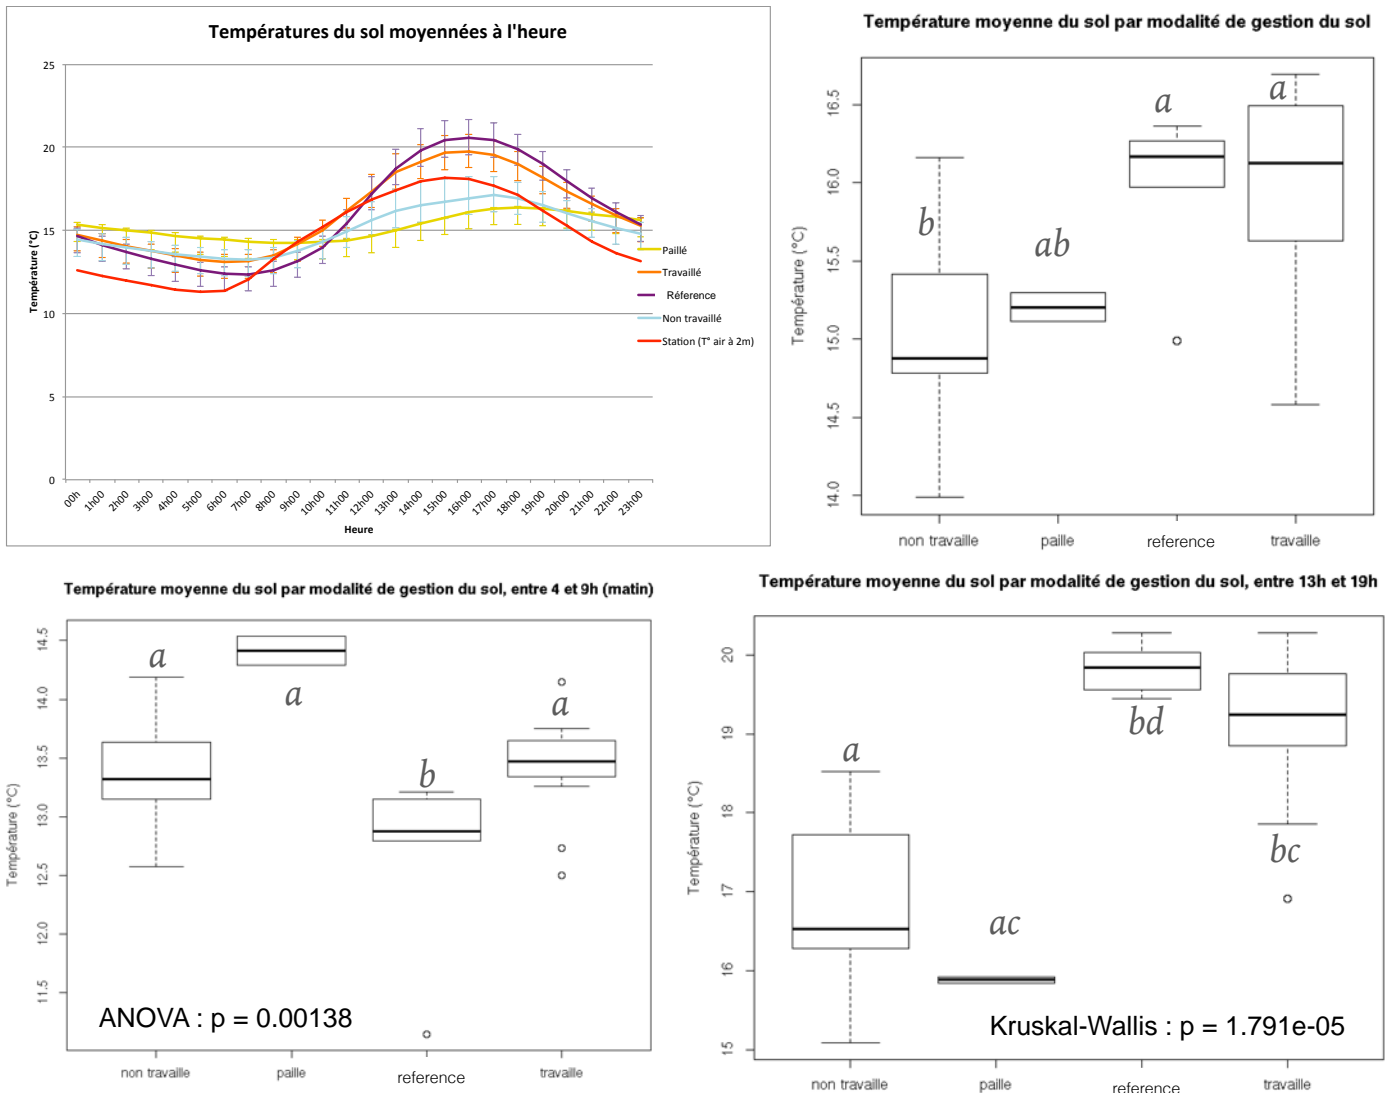 Températures du sol moyennées à l'heure
25
20
15
10
5
0
Température (°C)
00h 1h00 2h00 3h00 4h00 5h00 6h00 7h00 8h00 9h00 10h00 11h00 12h00 13h00 14h00 15h00 16h00 17h00 18h00 19h00 20h00 21h00 22h00 23h00
Heure
Paillé
Travaillé
Réference
Non travaillé
Station (T° air à 2m)
Température moyenne du sol par modalité de gestion du sol
Température (°C)
16.5
16.0
15.5
15.0
14.5
14.0
b
ab
a
a
non travaille paille reference travaille
Température moyenne du sol par modalité de gestion du sol, entre 4 et 9h (matin)
Température (°C)
14.5
14.0
13.5
13.0
12.5
12.0
11.5
a
a
b
a
ANOVA : p = 0.00138
non travaille paille reference travaille
Température moyenne du sol par modalité de gestion du sol, entre 13h et 19h
Température (°C)
20
19
18
17
16
15
a
ac
bd
bc
Kruskal-Wallis : p = 1.791e-05
non travaille paille reference travaille